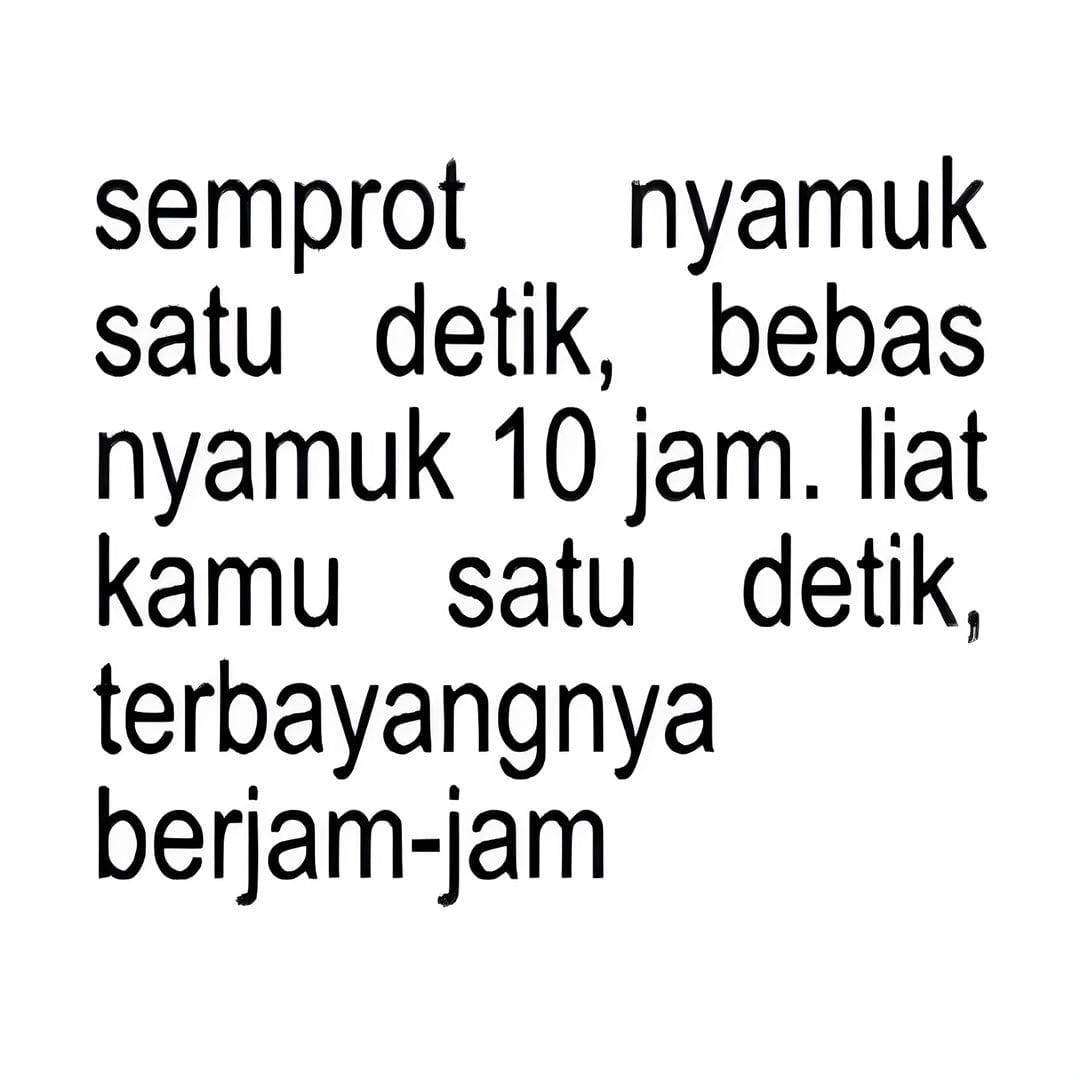 semprot nyamuk
satu detik, bebas
nyamuk 10 jam. liat
kamu satu detik,
terbayangnya
berjam-jam